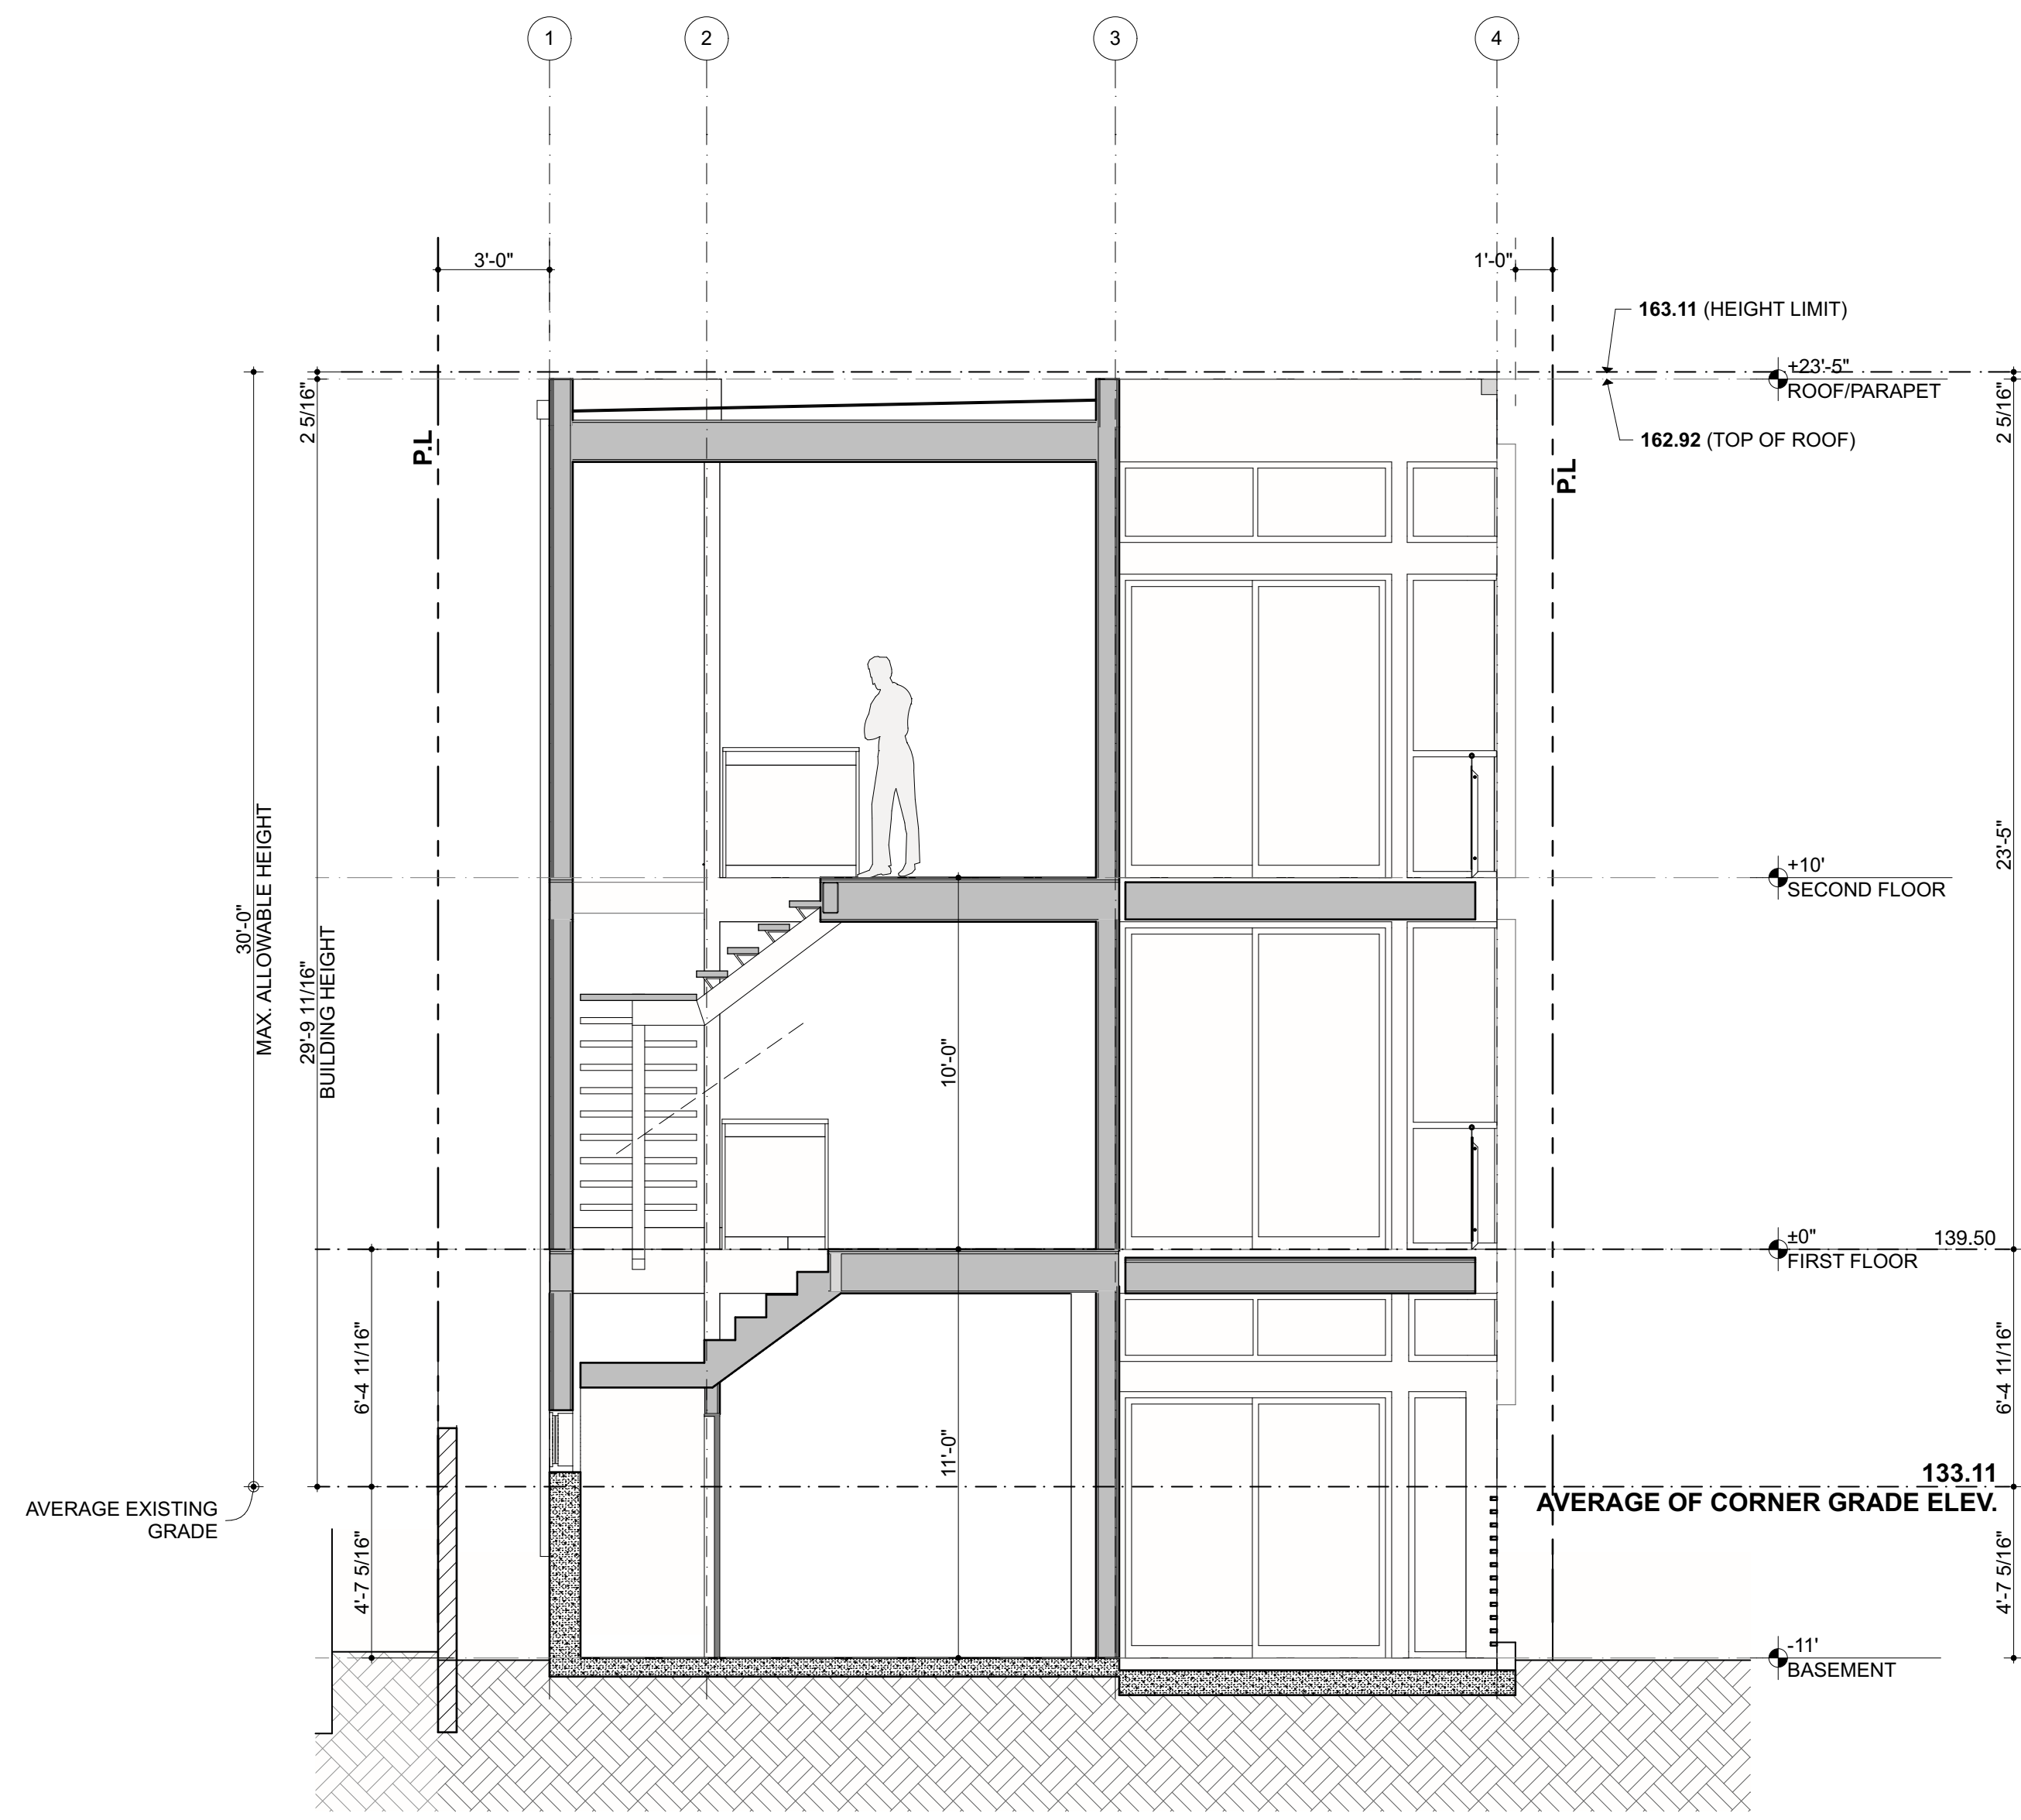 1
2
3
4
3'-0"
1'-0"
163.11 (HEIGHT LIMIT)
+23'-5"
ROOF/PARAPET
162.92 (TOP OF ROOF)
2 5/16"
2 5/16"
P.L
P.L
30'-0"
MAX. ALLOWABLE HEIGHT
29'-9 11/16"
BUILDING HEIGHT
23'-5"
+10'
SECOND FLOOR
10'-0"
±0"
139.50
FIRST FLOOR
6'-4 11/16"
6'-4 11/16"
11'-0"
133.11
AVERAGE OF CORNER GRADE ELEV.
AVERAGE EXISTING
GRADE
4'-7 5/16"
4'-7 5/16"
-11'
BASEMENT